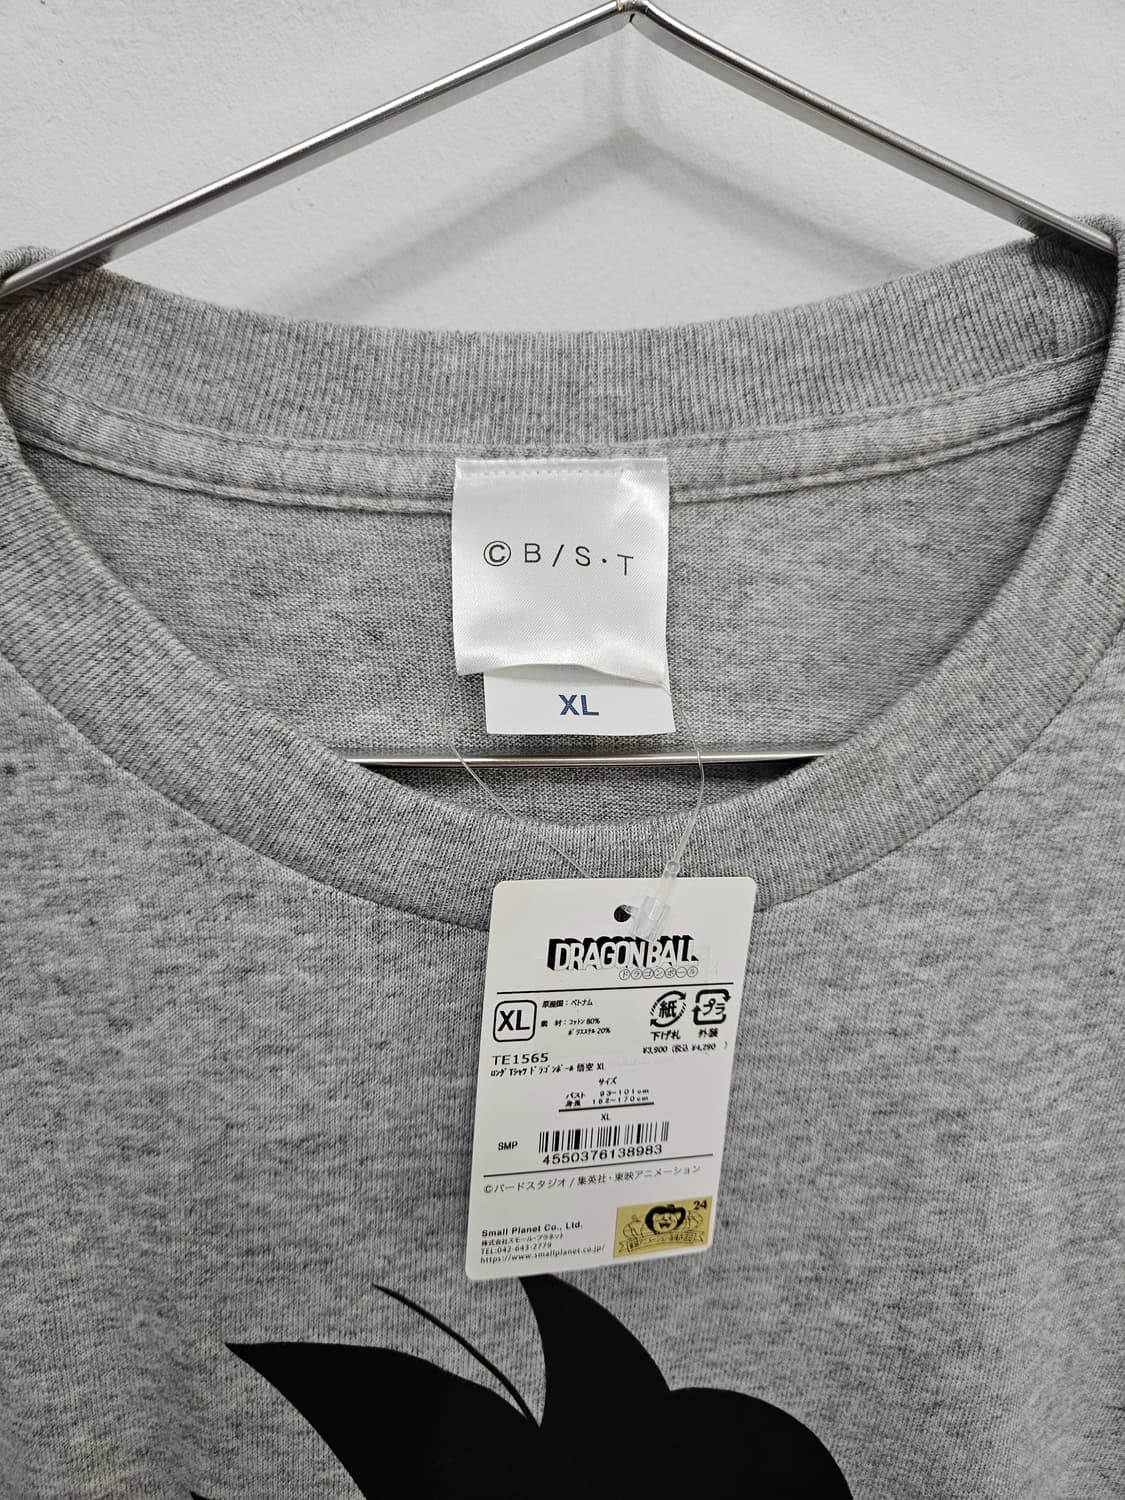 ©B/S・T
XL
DRAGON BALL
ドラゴンボール
XL
原産国：ベトナム
素 材：コットン 80%
ポリエステル 20%
紙
下げ札
プラ
外装
¥3,900 (税込 ¥4,290 )
TE1565
ロングTシャツ ドラゴンボール 悟空 XL
サイズ
バスト 93-101cm
身長 162-170cm
XL
SMP
4550376138983
©バードスタジオ / 集英社・東映アニメーション
24
Small Planet Co., Ltd.
株式会社スモール・プラネット
TEL:042-643-2779
https://www.smallplanet.co.jp/